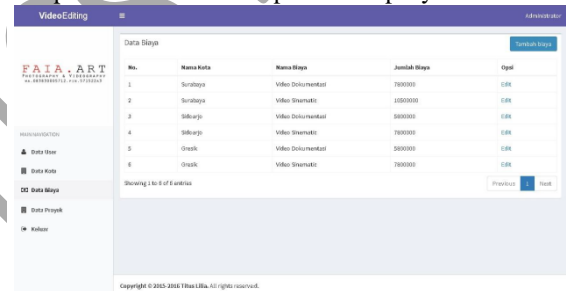 VideoEditing
Administrator
Data Biaya
Tambah Biaya
FAIA.ART
PHOTOGRAPHY & VIDEOGRAPHY
No. Nama Kota Nama Biaya Jumlah Biaya Opsi
1 Surabaya Video Dokumentasi 7800000 Edit
2 Surabaya Video Sinematic 10500000 Edit
3 Sidoarjo Video Dokumentasi 5800000 Edit
4 Sidoarjo Video Sinematic 7800000 Edit
5 Gresik Video Dokumentasi 5800000 Edit
6 Gresik Video Sinematic 7800000 Edit
Showing 1 to 6 of 6 entries
Previous 1 Next
MAIN NAVIGATION
Data User
Data Kota
Data Biaya
Data Proyek
Keluar
Copyright © 2015-2016 Titus Lilia. All rights reserved.